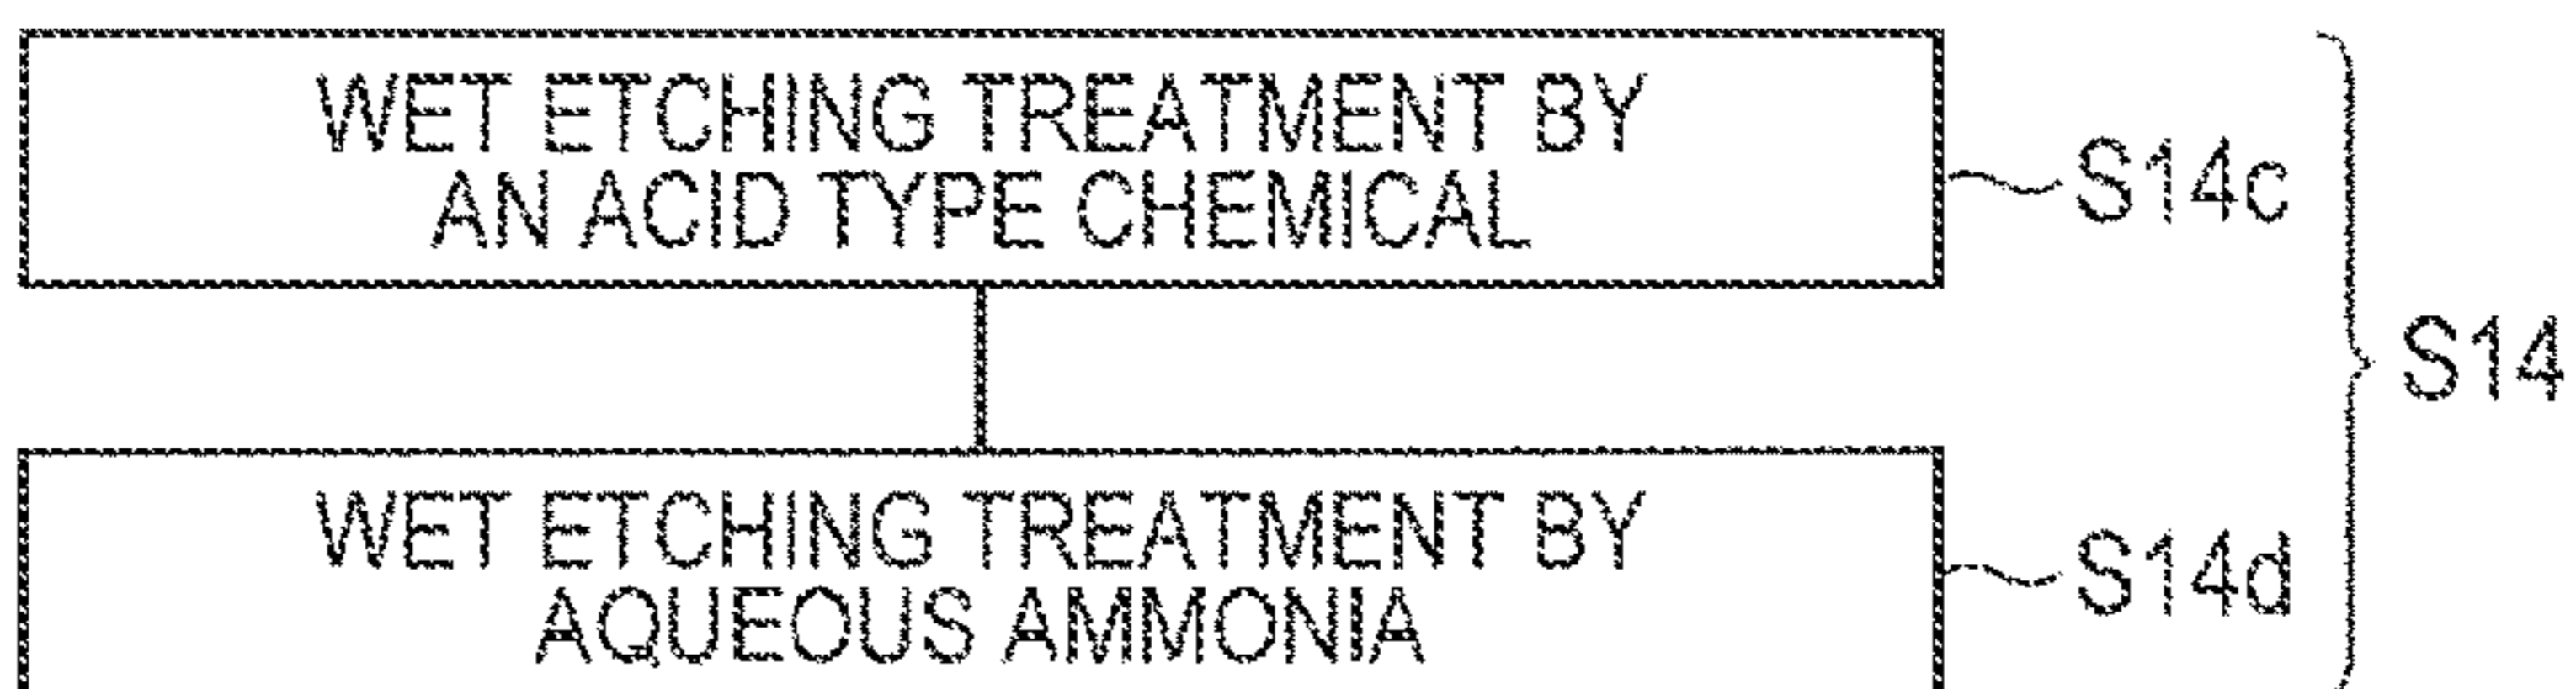 WET ETCHING TREATMENT BY
AN ACID TYPE CHEMICAL
S14c
S14
WET ETCHING TREATMENT BY
AQUEOUS AMMONIA
S14d